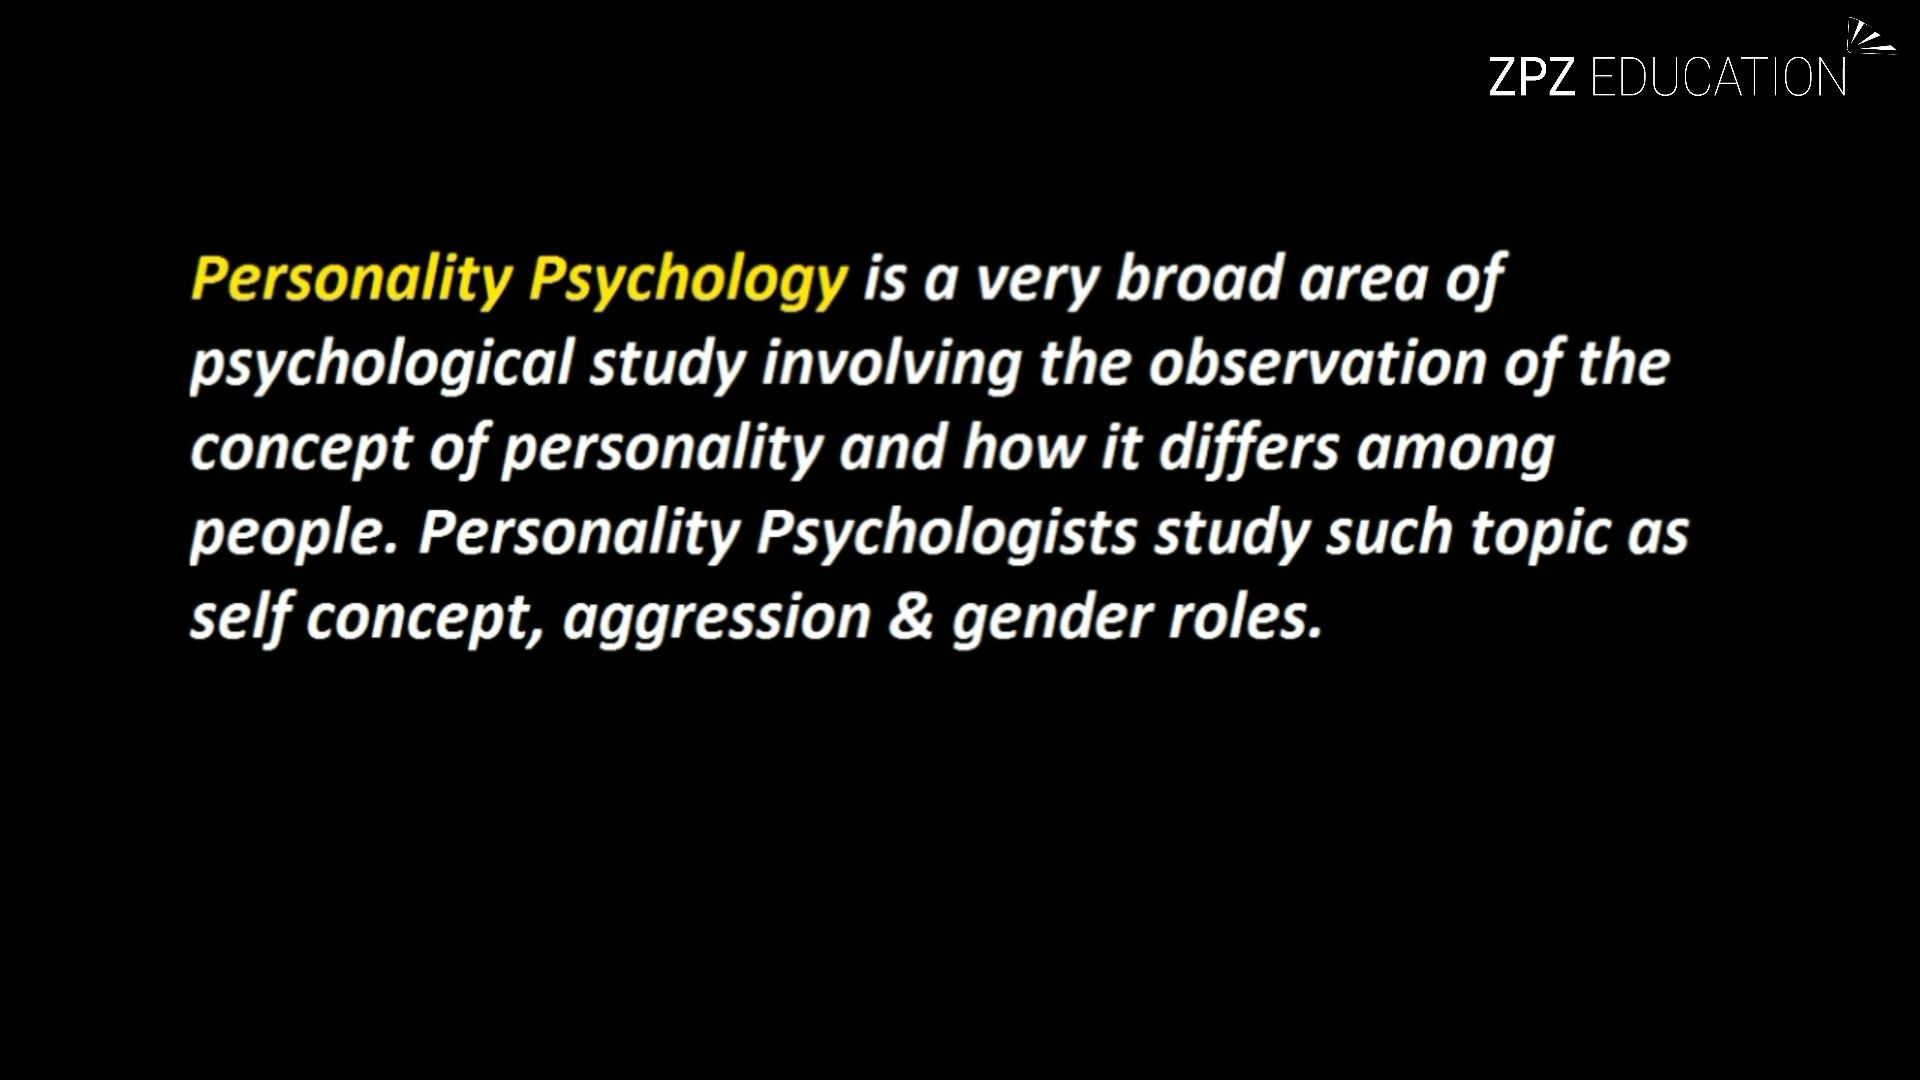 ZPZ EDUCATION
Personality Psychology is a very broad area of
psychological study involving the observation of the
concept of personality and how it differs among
people. Personality Psychologists study such topic as
self concept, aggression & gender roles.